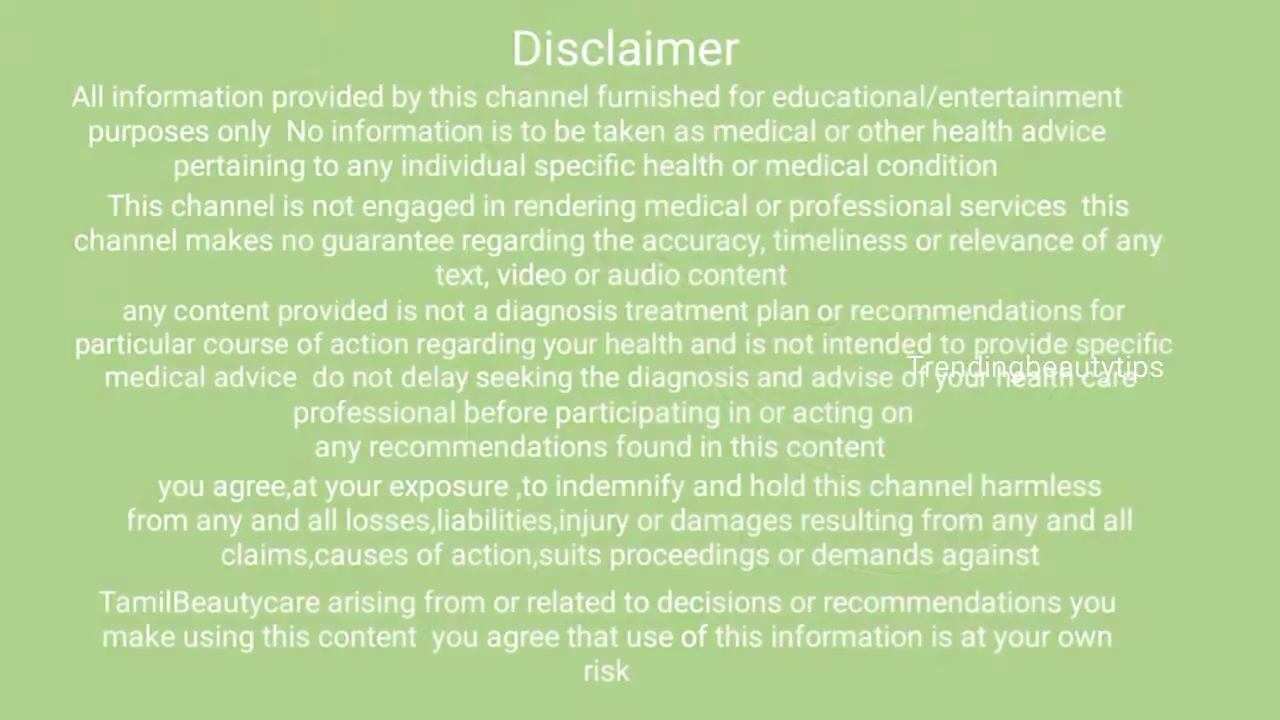 Disclaimer
All information provided by this channel furnished for educational/entertainment
purposes only  No information is to be taken as medical or other health advice
pertaining to any individual specific health or medical condition
This channel is not engaged in rendering medical or professional services  this
channel makes no guarantee regarding the accuracy, timeliness or relevance of any
text, video or audio content
any content provided is not a diagnosis treatment plan or recommendations for
particular course of action regarding your health and is not intended to provide specific
Trendingbeautytips
medical advice  do not delay seeking the diagnosis and advise of your health care
professional before participating in or acting on
any recommendations found in this content
you agree,at your exposure ,to indemnify and hold this channel harmless
from any and all losses,liabilities,injury or damages resulting from any and all
claims,causes of action,suits proceedings or demands against
TamilBeautycare arising from or related to decisions or recommendations you
make using this content  you agree that use of this information is at your own
risk